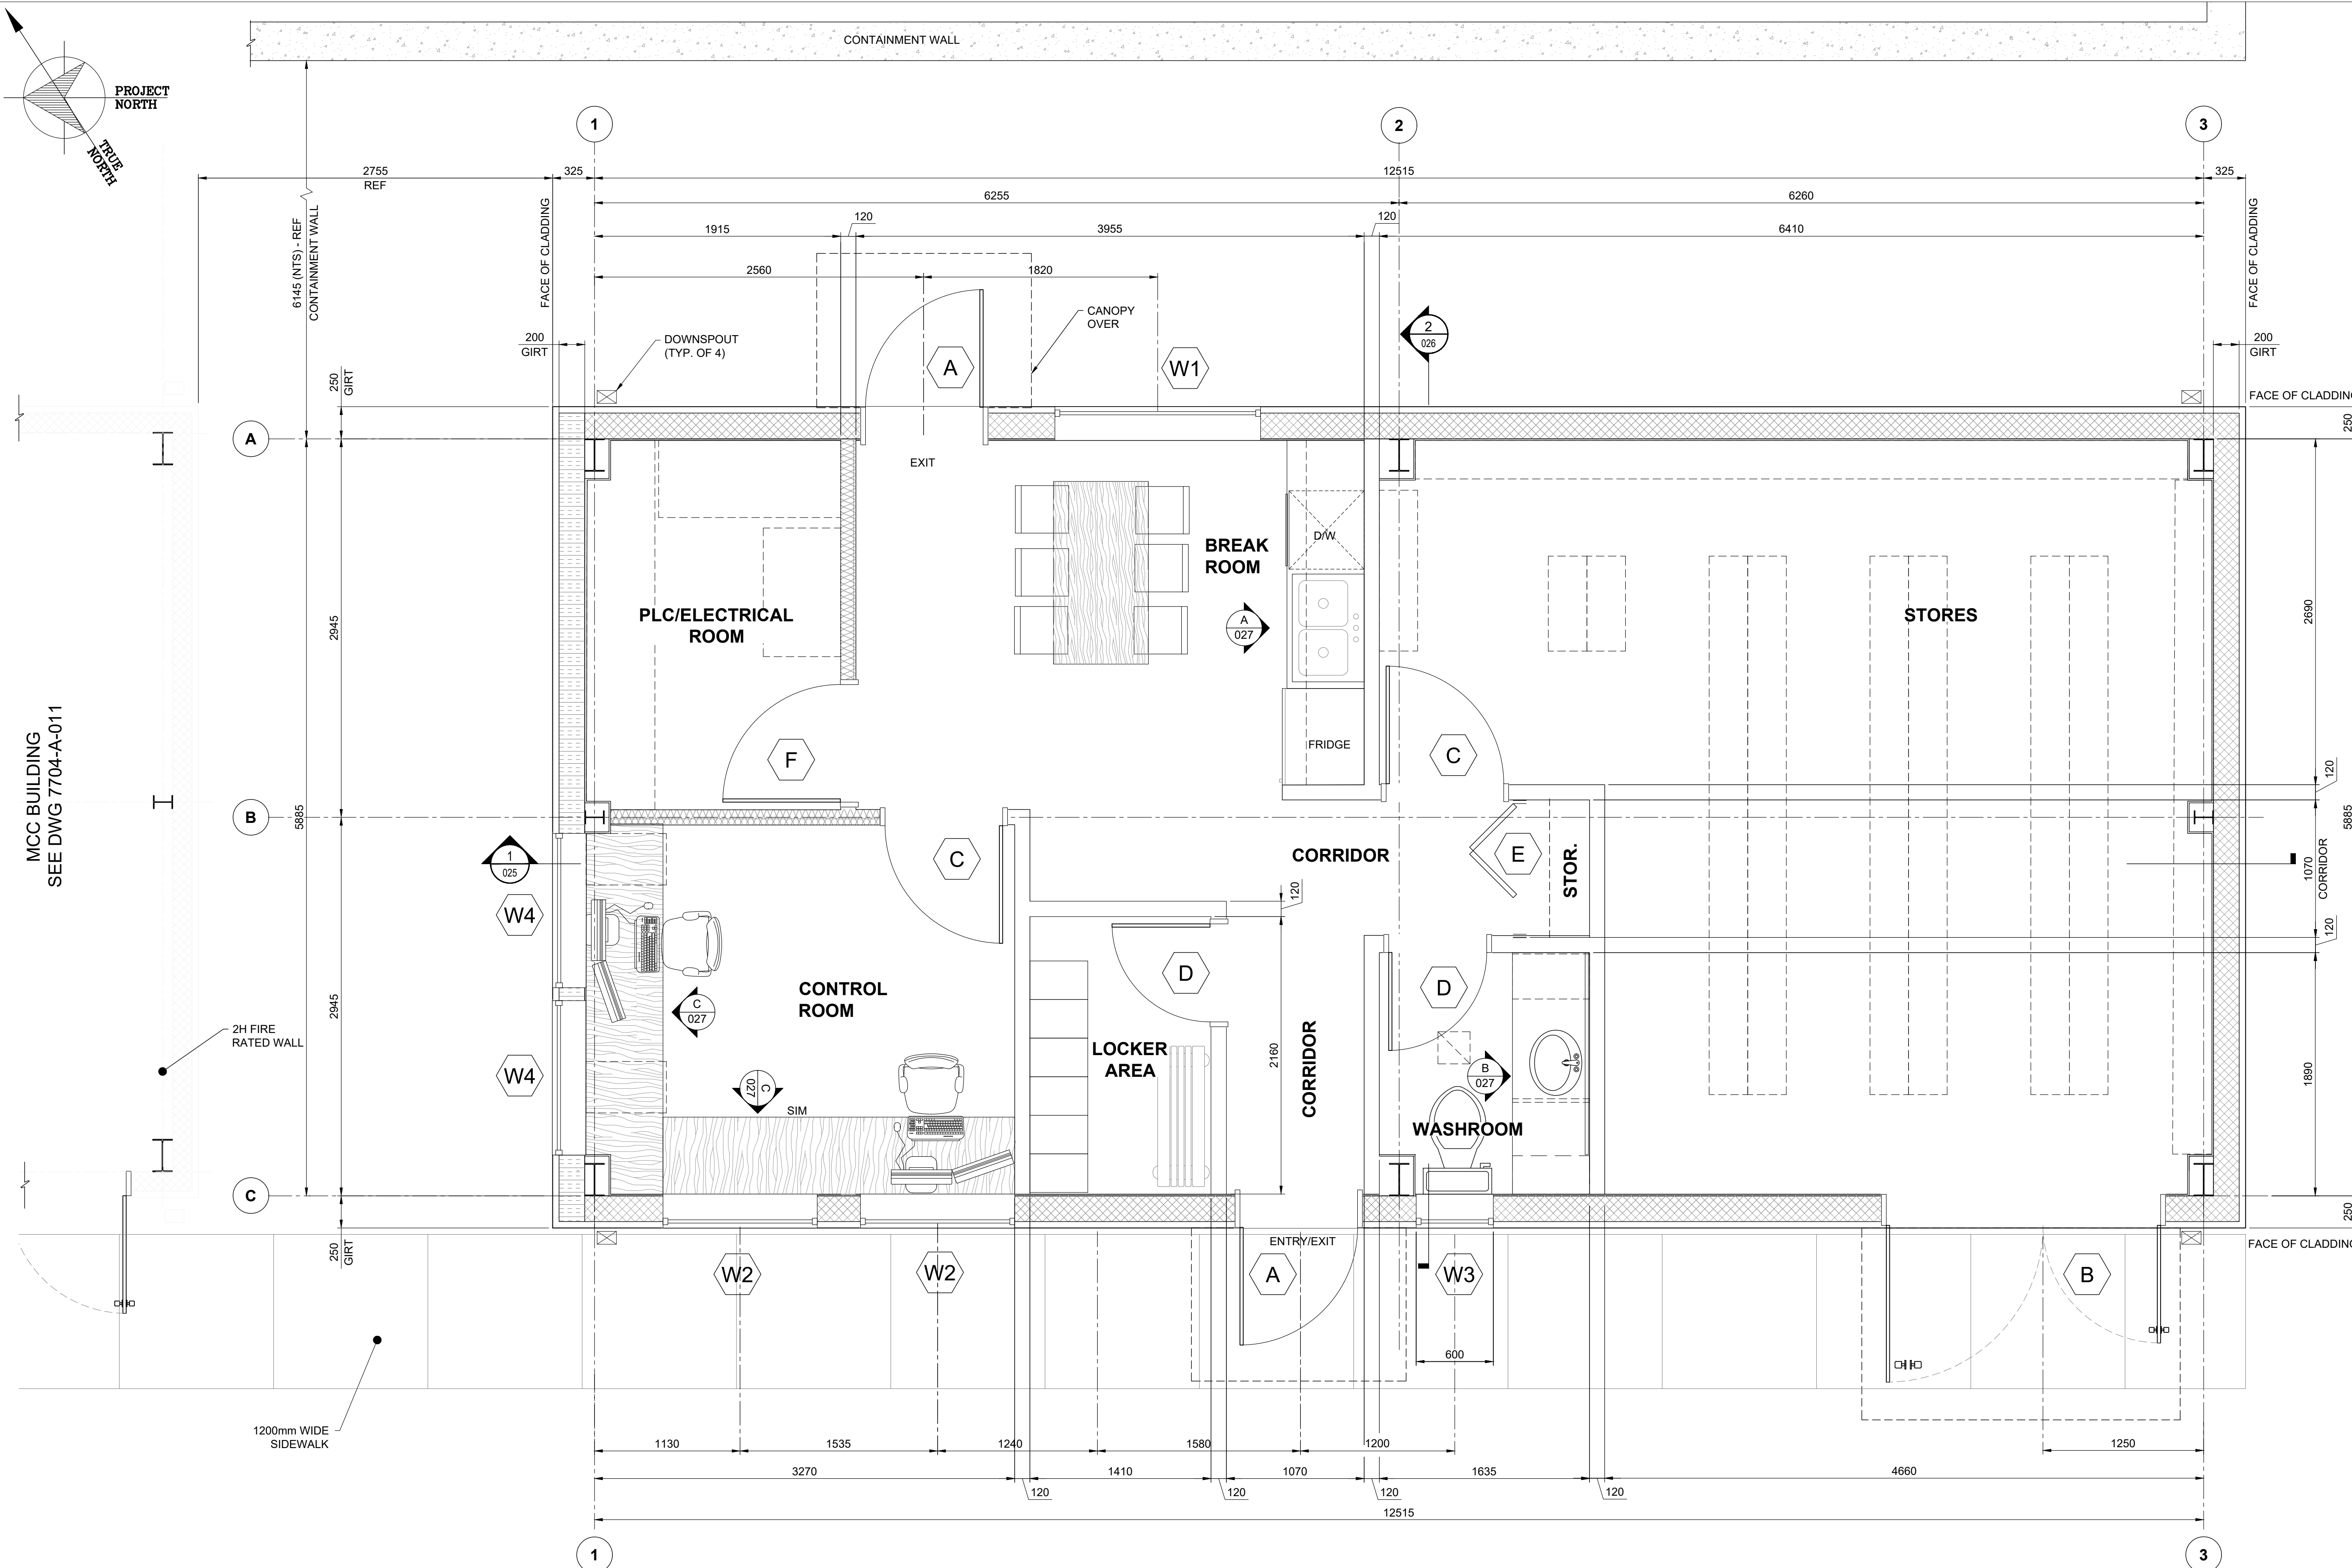 CONTAINMENT WALL
PROJECT
NORTH
TRUE
NORTH
1
2
3
2755
REF
325
12515
325
6255
6260
120
120
1915
3955
6410
2560
1820
6145 (NTS) - REF
CONTAINMENT WALL
FACE OF CLADDING
FACE OF CLADDING
CANOPY
OVER
2
026
200
GIRT
DOWNSPOUT
(TYP. OF 4)
A
W1
200
GIRT
250
GIRT
FACE OF CLADDING
250
A
EXIT
D/W
BREAK
ROOM
PLC/ELECTRICAL
ROOM
STORES
A
027
2945
2690
MCC BUILDING
SEE DWG 7704-A-011
FRIDGE
F
C
120
B
5885
5885
1
025
C
CORRIDOR
E
STOR.
1070
CORRIDOR
W4
120
120
D
D
CONTROL
ROOM
C
027
2945
2H FIRE
RATED WALL
LOCKER
AREA
2160
CORRIDOR
W4
C
027
SIM
B
027
1890
WASHROOM
C
250
GIRT
250
ENTRY/EXIT
FACE OF CLADDING
W2
W2
A
W3
B
600
1200mm WIDE
SIDEWALK
1130
1535
1240
1580
1200
1250
3270
1410
1070
1635
4660
120
120
120
120
12515
1
3